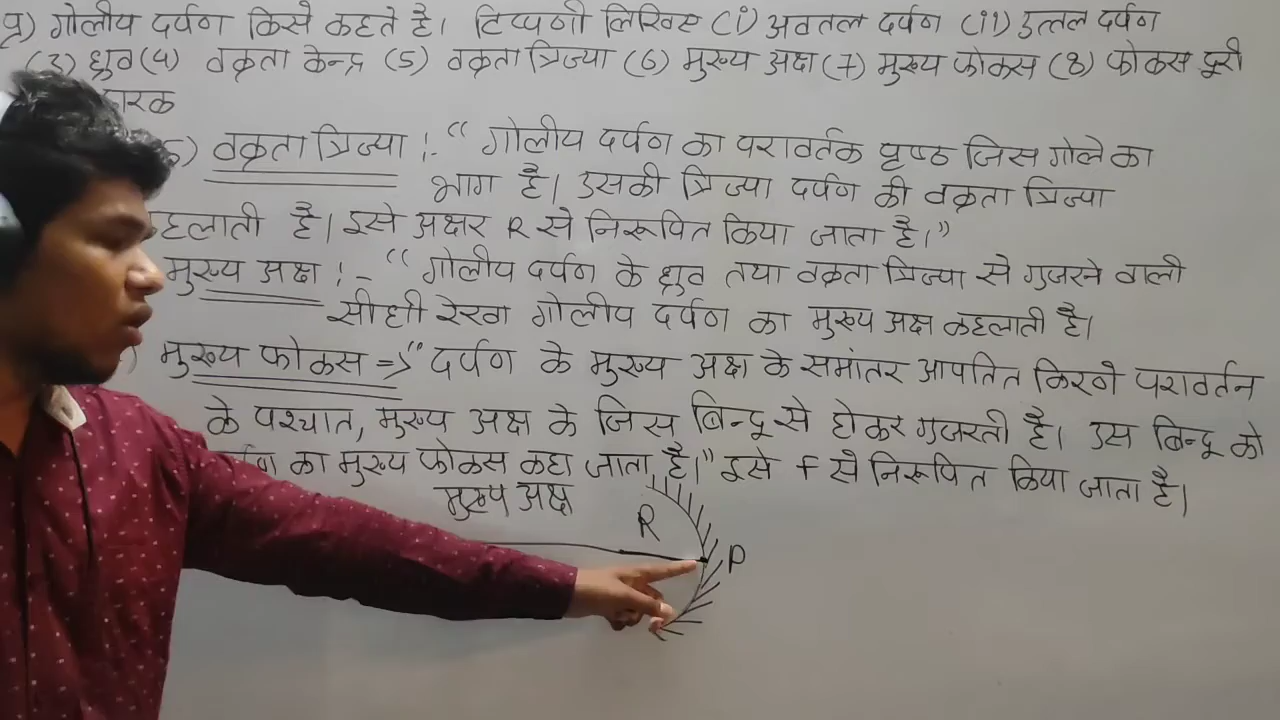 प्र) गोलीय दर्पण किसे कहते है। टिप्पणी लिखिए (i) अवतल दर्पण (ii) उत्तल दर्पण
(3) ध्रुव (4) वक्रता केन्द्र (5) वक्रता त्रिज्या (6) मुख्य अक्ष (7) मुख्य फोकस (8) फोकस दूरी
वक्रता त्रिज्या :- "गोलीय दर्पण का परावर्तक पृष्ठ जिस गोले का
भाग है। उसकी त्रिज्या दर्पण की वक्रता त्रिज्या
कहलाती है। इसे अक्षर R से निरूपित किया जाता है।"
मुख्य अक्ष :- "गोलीय दर्पण के ध्रुव तथा वक्रता त्रिज्या से गुजरने वाली
सीधी रेखा गोलीय दर्पण का मुख्य अक्ष कहलाती है।
मुख्य फोकस => "दर्पण के मुख्य अक्ष के समांतर आपतित किरणे परावर्तन
के पश्चात, मुख्य अक्ष के जिस बिन्दू से होकर गुजरती है। उस बिन्दू को
का मुख्य फोकस कहा जाता है।" इसे f से निरूपित किया जाता है।
मुख्य अक्ष
R
P